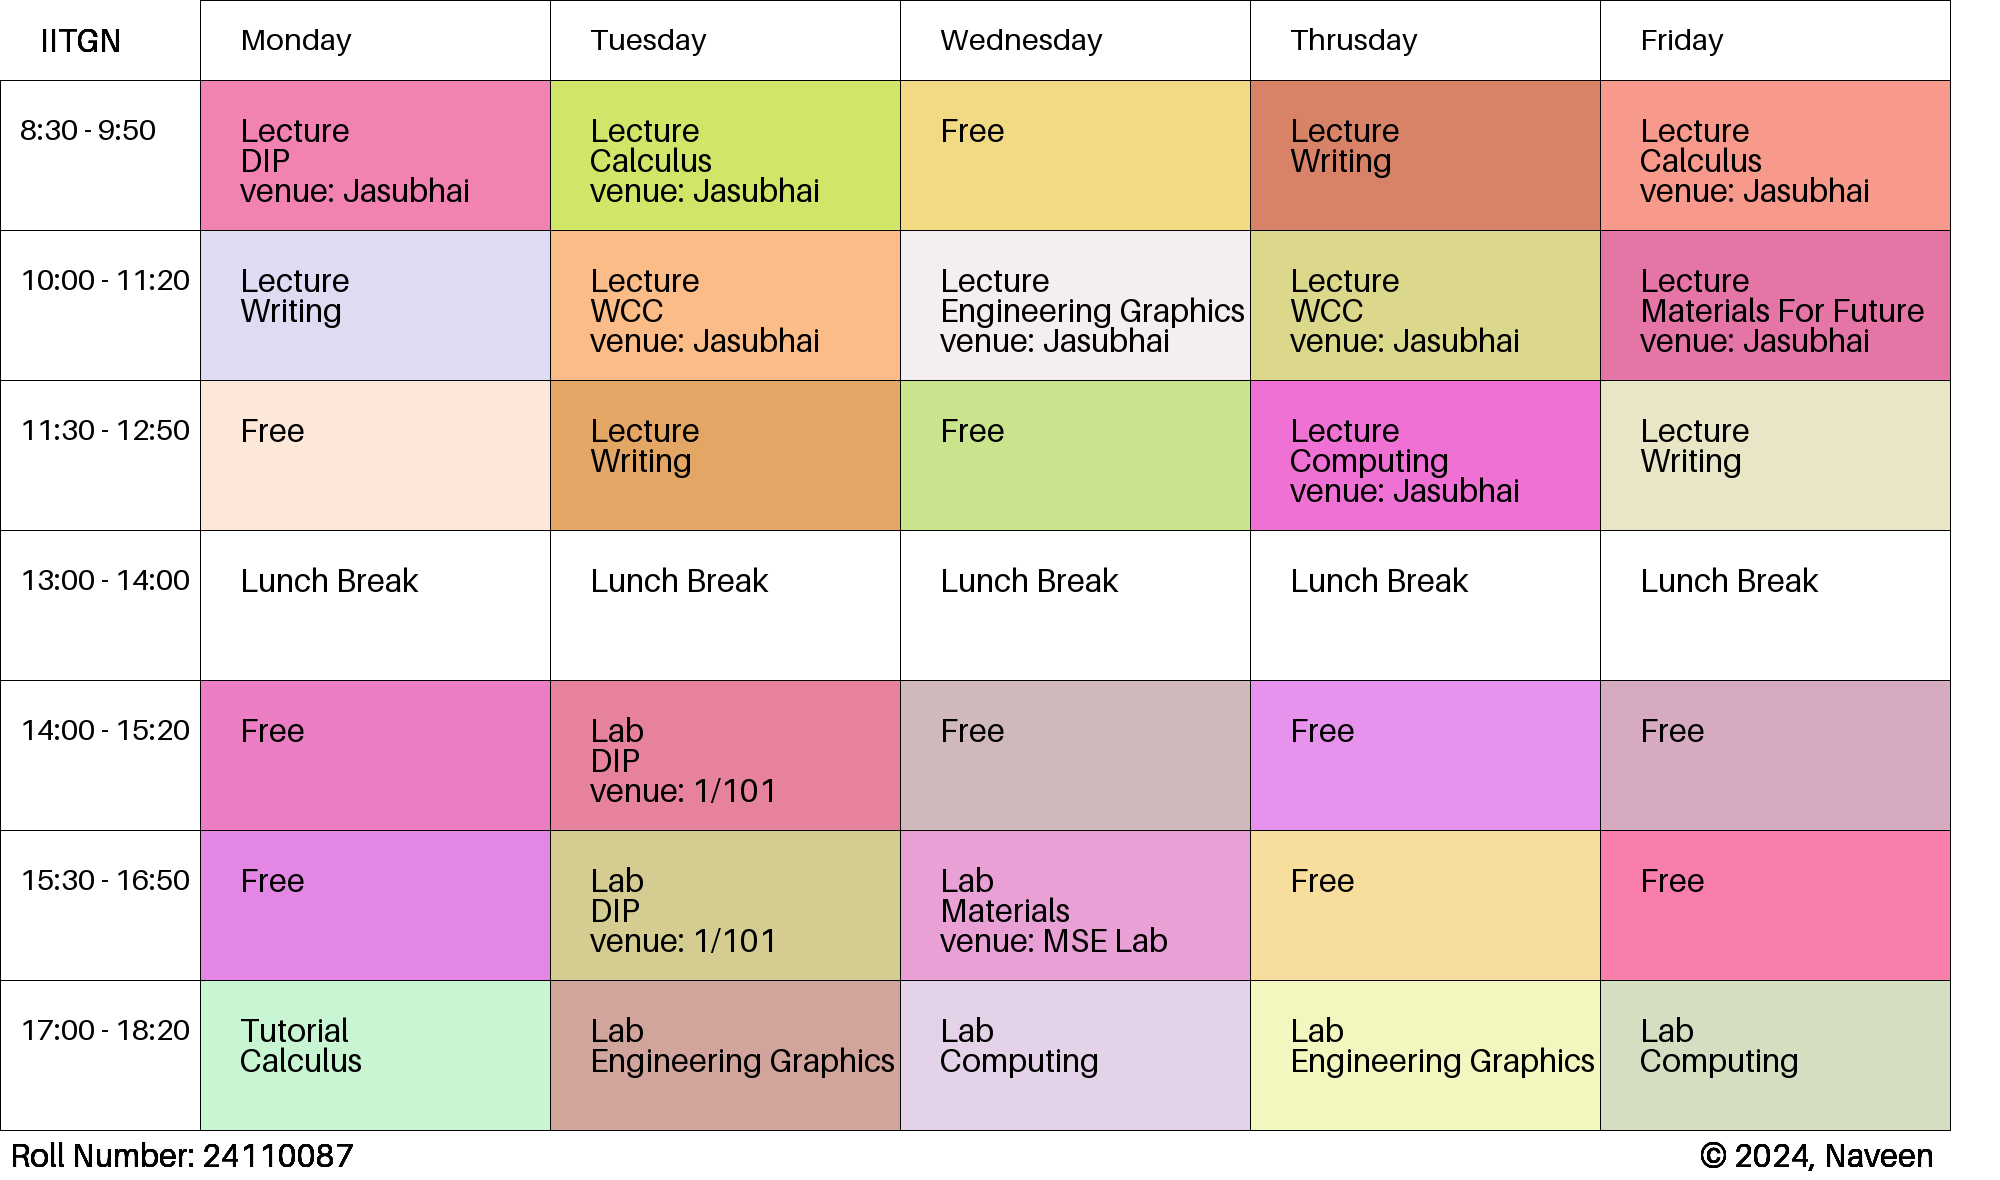 IITGN
Monday
Tuesday
Wednesday
Thrusday
Friday
8:30 - 9:50
Lecture
DIP
venue: Jasubhai
Lecture
Calculus
venue: Jasubhai
Free
Lecture
Writing
Lecture
Calculus
venue: Jasubhai
10:00 - 11:20
Lecture
Writing
Lecture
WCC
venue: Jasubhai
Lecture
Engineering Graphics
venue: Jasubhai
Lecture
WCC
venue: Jasubhai
Lecture
Materials For Future
venue: Jasubhai
11:30 - 12:50
Free
Lecture
Writing
Free
Lecture
Computing
venue: Jasubhai
Lecture
Writing
13:00 - 14:00
Lunch Break
Lunch Break
Lunch Break
Lunch Break
Lunch Break
14:00 - 15:20
Free
Lab
DIP
venue: 1/101
Free
Free
Free
15:30 - 16:50
Free
Lab
DIP
venue: 1/101
Lab
Materials
venue: MSE Lab
Free
Free
17:00 - 18:20
Tutorial
Calculus
Lab
Engineering Graphics
Lab
Computing
Lab
Engineering Graphics
Lab
Computing
Roll Number: 24110087
© 2024, Naveen